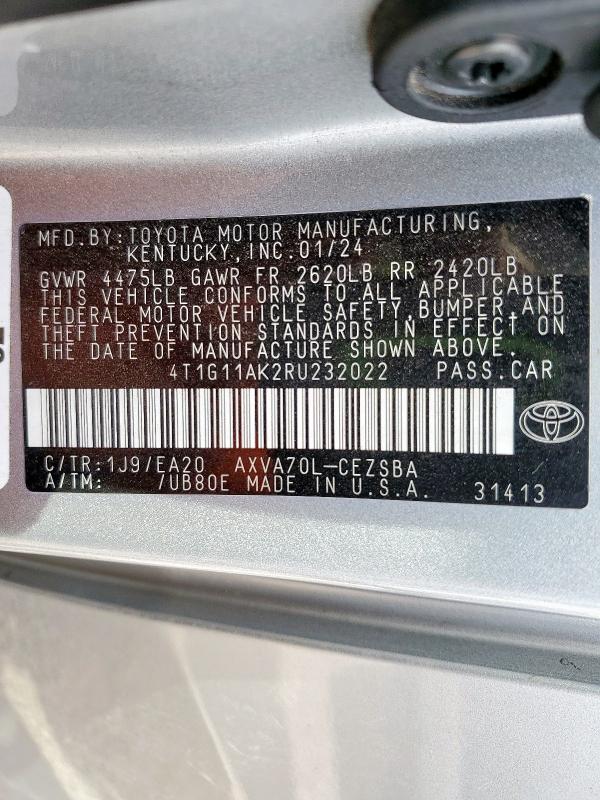 MFD.BY:TOYOTA MOTOR MANUFACTURING,
KENTUCKY,INC.01/24
GVWR 4475LB GAWR FR 2620LB RR 2420LB
THIS VEHICLE CONFORMS TO ALL APPLICABLE
FEDERAL MOTOR VEHICLE SAFETY,BUMPER,AND
THEFT PREVENTION STANDARDS IN EFFECT ON
THE DATE OF MANUFACTURE SHOWN ABOVE.
4T1G11AK2RU232022 PASS.CAR
C/TR:1J9/EA20 AXVA70L-CEZSBA
A/TM: /UB80E MADE IN U.S.A. 31413